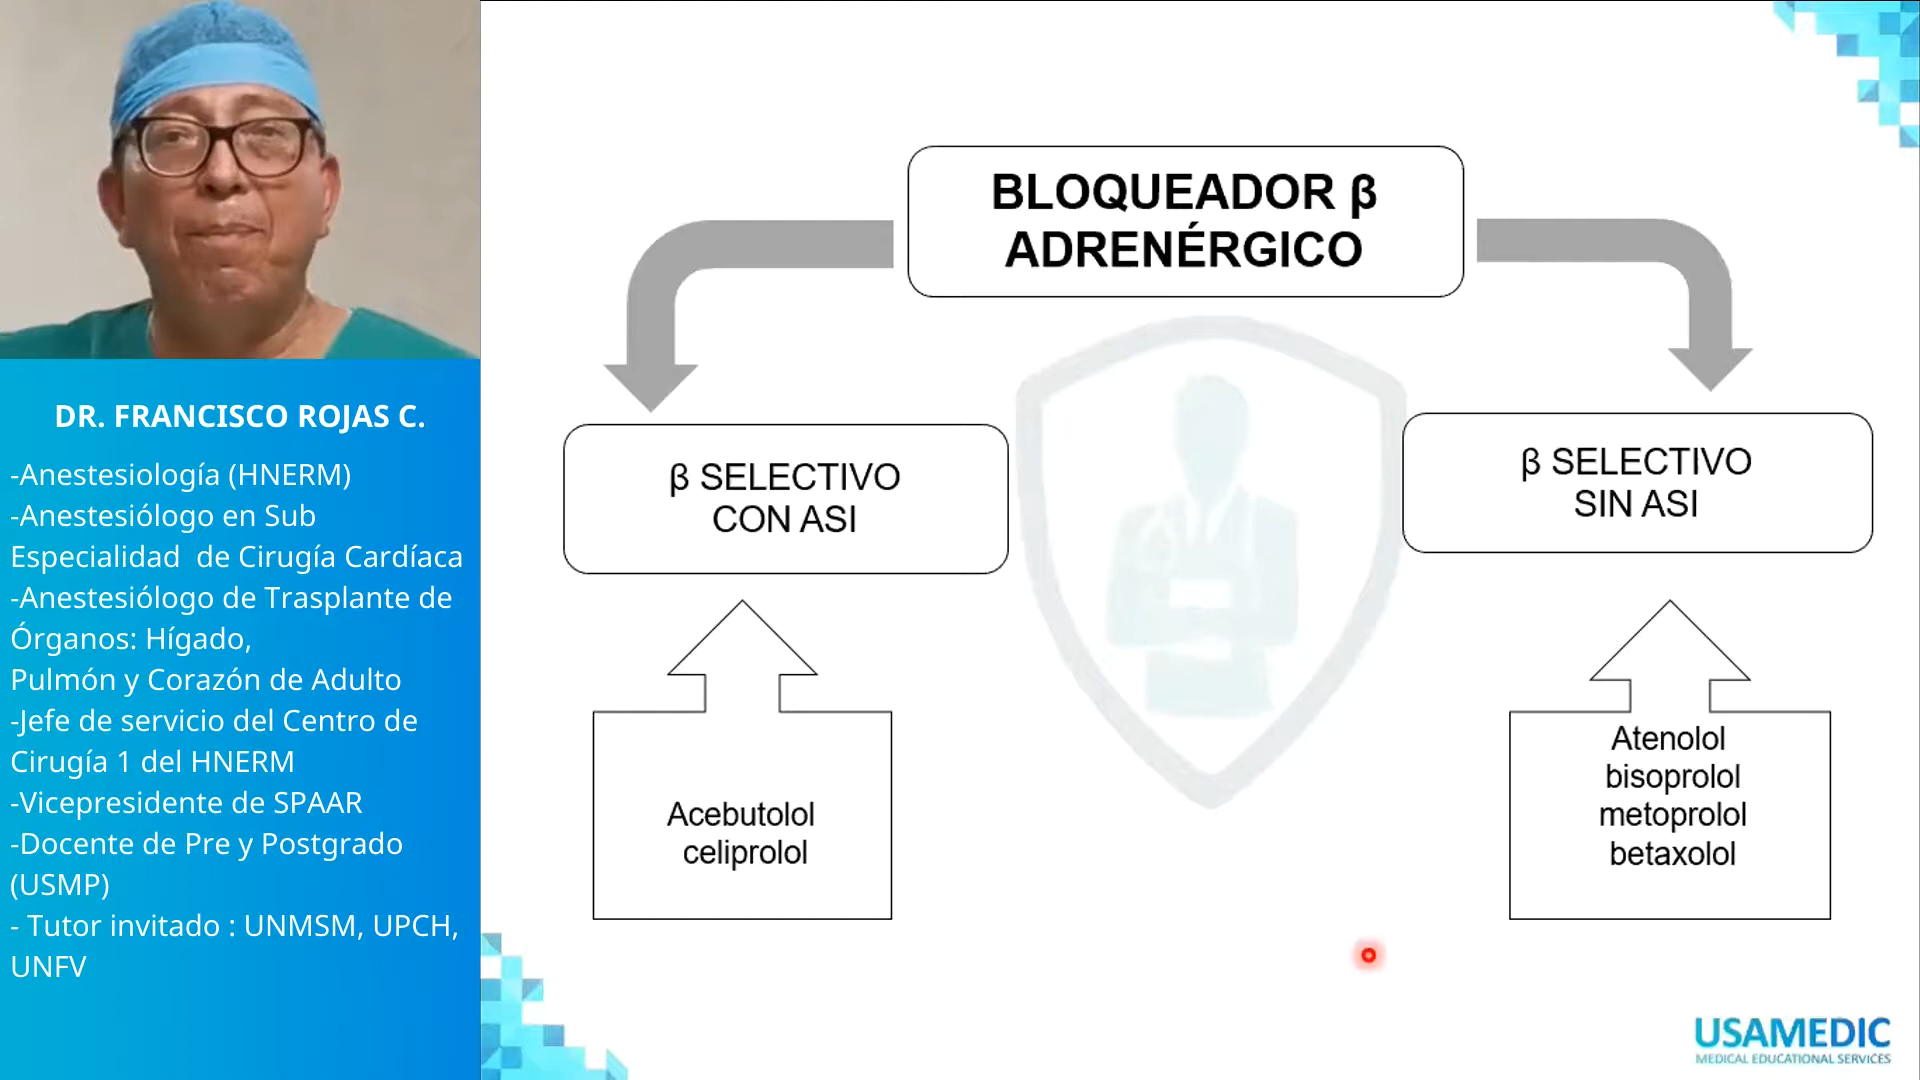 DR. FRANCISCO ROJAS C.
-Anestesiología (HNERM)
-Anestesiólogo en Sub
Especialidad  de Cirugía Cardíaca
-Anestesiólogo de Trasplante de
Órganos: Hígado,
Pulmón y Corazón de Adulto
-Jefe de servicio del Centro de
Cirugía 1 del HNERM
-Vicepresidente de SPAAR
-Docente de Pre y Postgrado
(USMP)
- Tutor invitado : UNMSM, UPCH,
UNFV
BLOQUEADOR β
ADRENÉRGICO
β SELECTIVO
CON ASI
Acebutolol
celiprolol
β SELECTIVO
SIN ASI
Atenolol
bisoprolol
metoprolol
betaxolol
USAMEDIC
MEDICAL EDUCATIONAL SERVICES